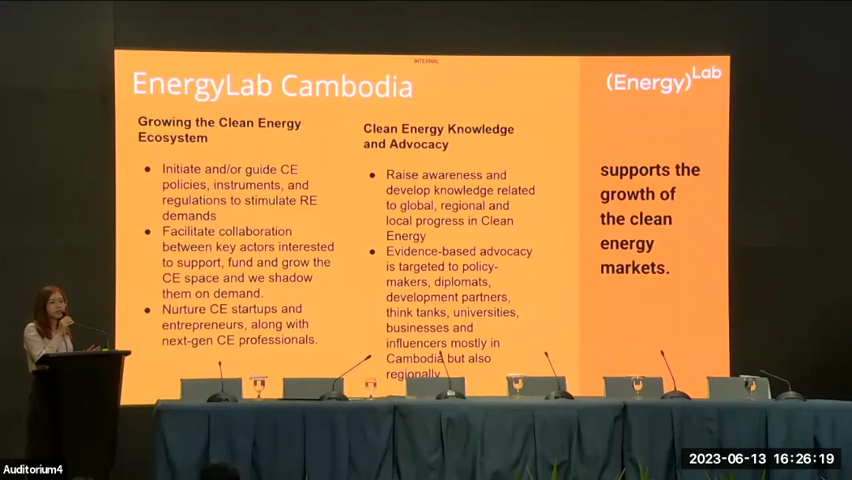 INTERNAL
EnergyLab Cambodia
(Energy)Lab
Growing the Clean Energy
Ecosystem
● Initiate and/or guide CE
policies, instruments, and
regulations to stimulate RE
demands
● Facilitate collaboration
between key actors interested
to support, fund and grow the
CE space and we shadow
them on demand.
● Nurture CE startups and
entrepreneurs, along with
next-gen CE professionals.
Clean Energy Knowledge
and Advocacy
● Raise awareness and
develop knowledge related
to global, regional and
local progress in Clean
Energy
● Evidence-based advocacy
is targeted to policy-
makers, diplomats,
development partners,
think tanks, universities,
businesses and
influencers mostly in
Cambodia but also
regionally
supports the
growth of
the clean
energy
markets.
Auditorium4
2023-06-13 16:26:19